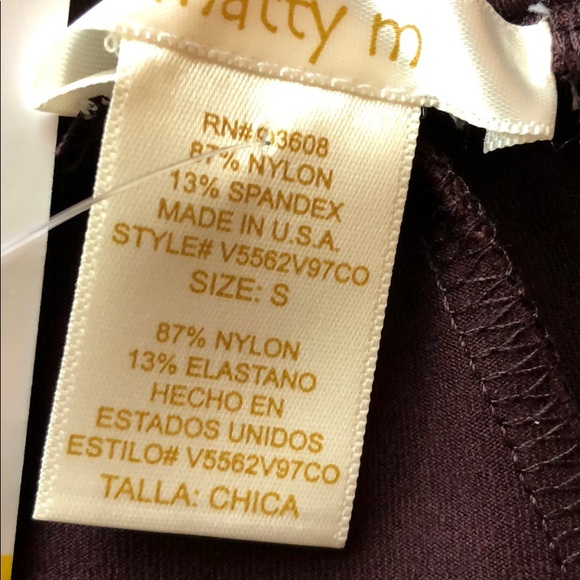 matty m
RN# 93608
87% NYLON
13% SPANDEX
MADE IN U.S.A.
STYLE# V5562V97CO
SIZE: S
87% NYLON
13% ELASTANO
HECHO EN
ESTADOS UNIDOS
ESTILO# V5562V97CO
TALLA: CHICA